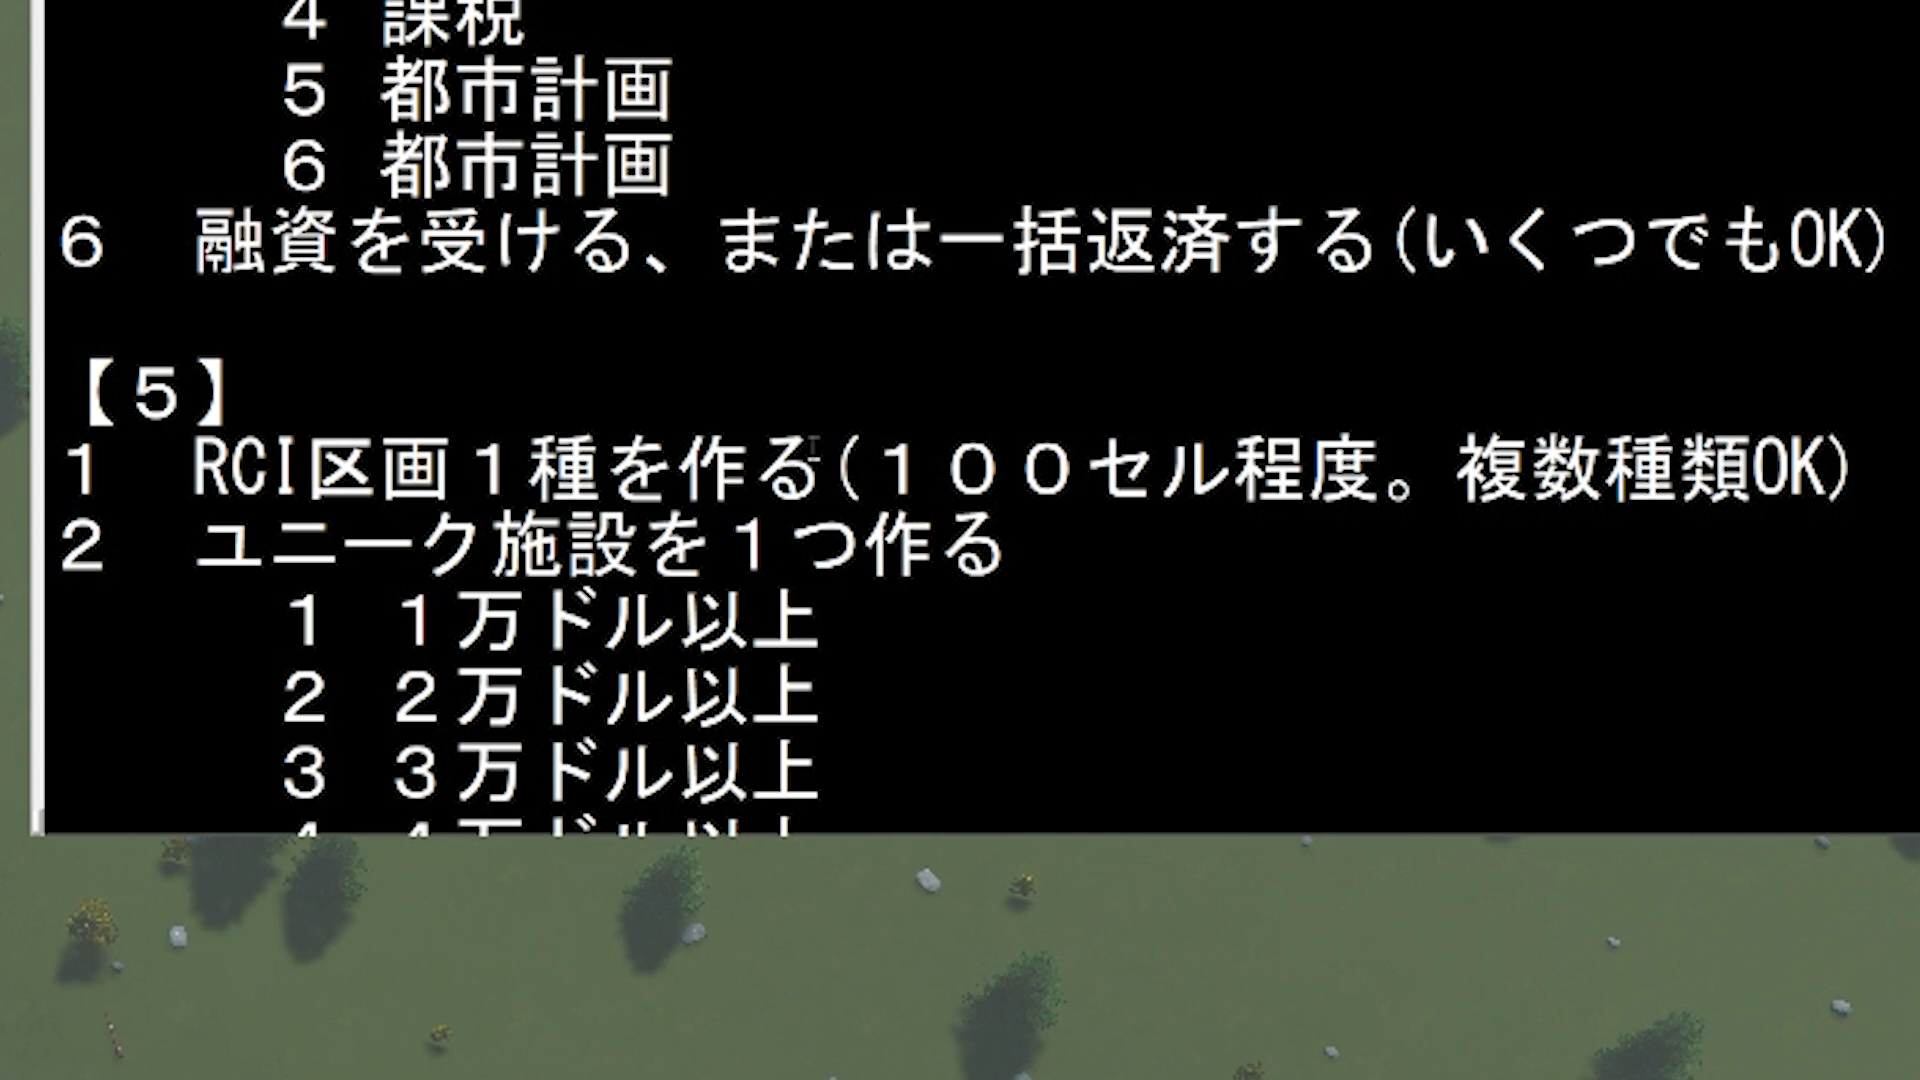 4 課税
5 都市計画
6 都市計画
6 融資を受ける、または一括返済する(いくつでもOK)
【5】
1 RCI区画1種を作る(100セル程度。複数種類OK)
2 ユニーク施設を1つ作る
1 1万ドル以上
2 2万ドル以上
3 3万ドル以上